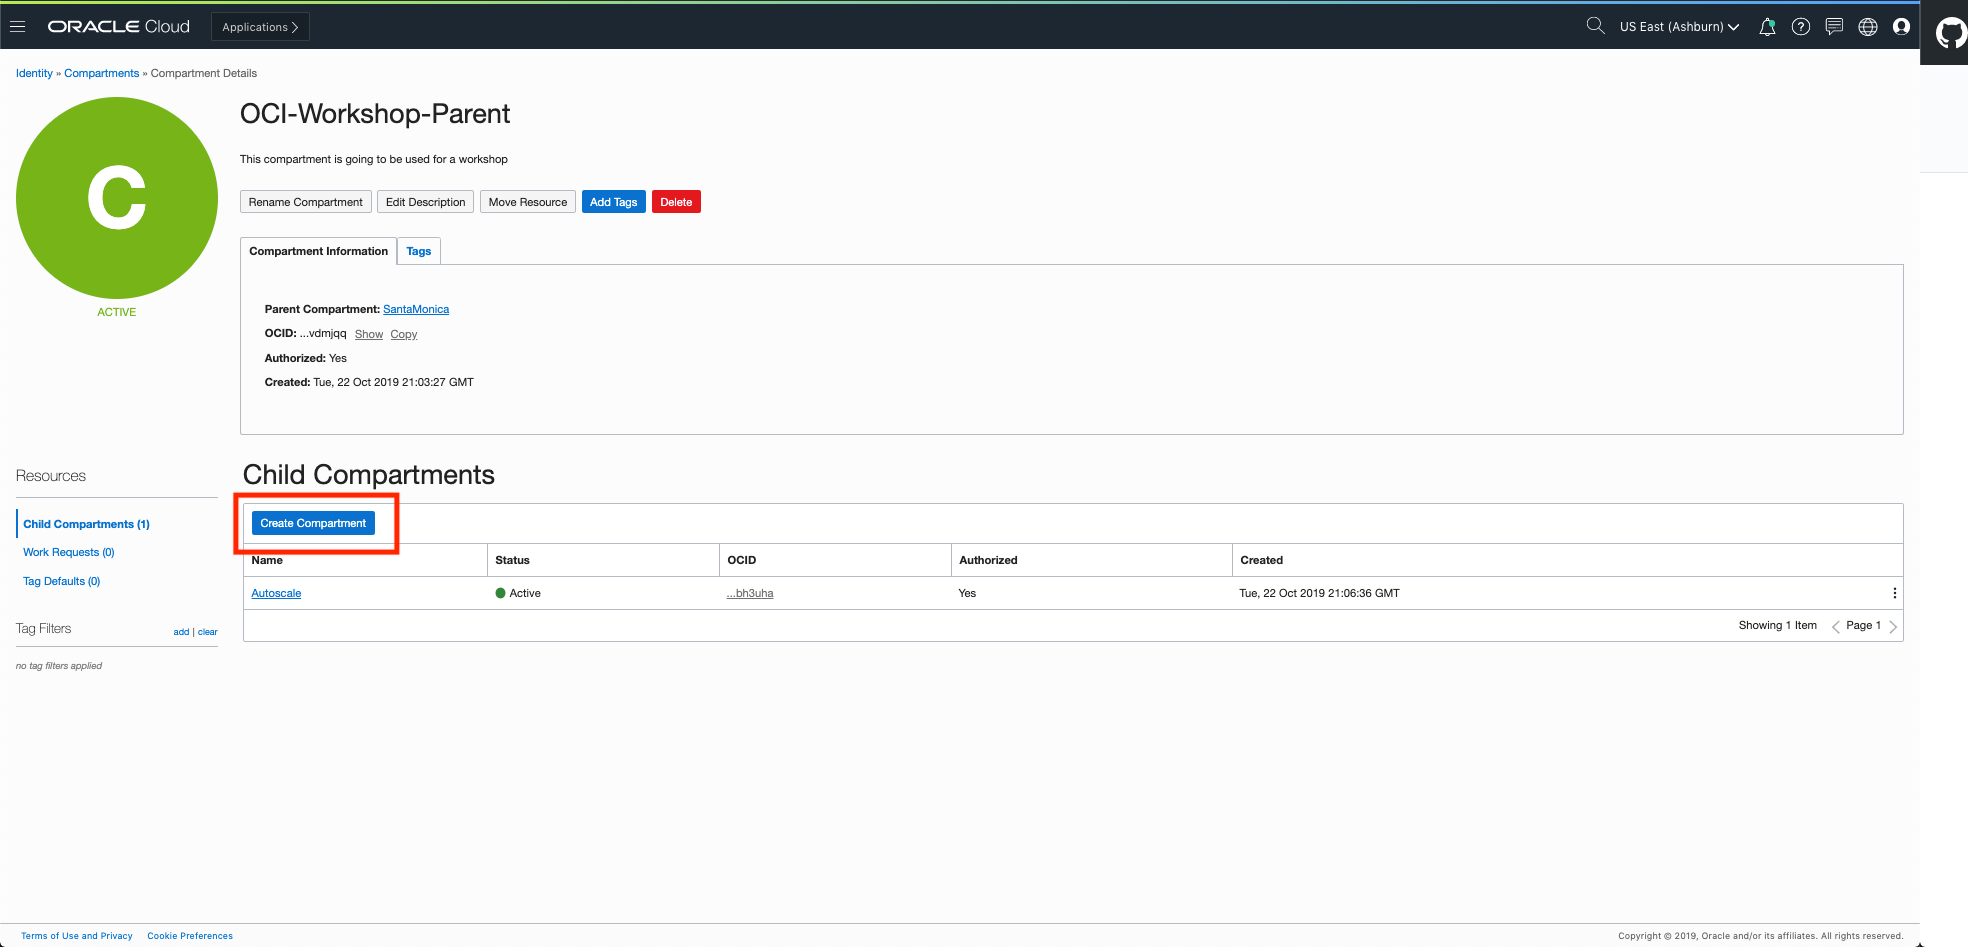 ORACLE Cloud Applications US East (Ashburn)
Identity » Compartments » Compartment Details
C
ACTIVE
OCI-Workshop-Parent
This compartment is going to be used for a workshop
Rename Compartment Edit Description Move Resource Add Tags Delete
Compartment Information Tags
Parent Compartment: SantaMonica
OCID: ...vdmjqq Show Copy
Authorized: Yes
Created: Tue, 22 Oct 2019 21:03:27 GMT
Resources
Child Compartments (1)
Work Requests (0)
Tag Defaults (0)
Tag Filters add | clear
no tag filters applied
Child Compartments
Create Compartment
Name Status OCID Authorized Created
Autoscale Active ...bh3uha Yes Tue, 22 Oct 2019 21:06:36 GMT
Showing 1 Item Page 1
Terms of Use and Privacy Cookie Preferences Copyright © 2019, Oracle and/or its affiliates. All rights reserved.